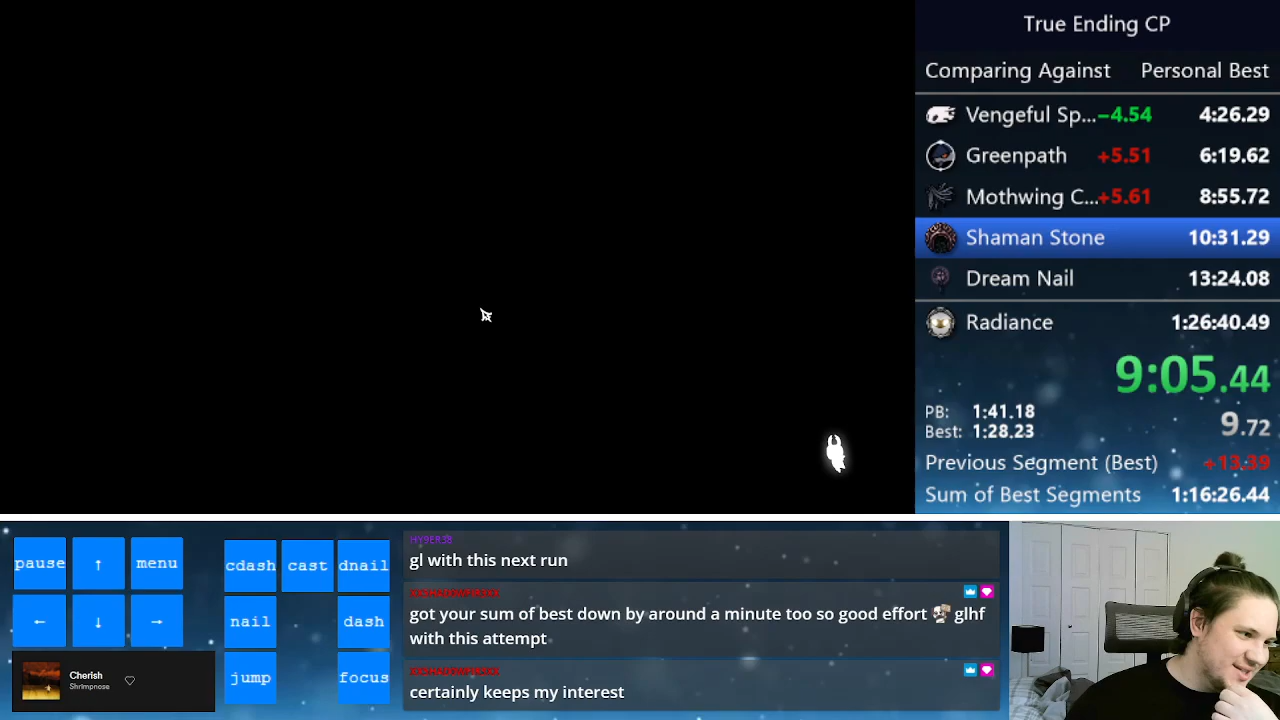 True Ending CP
Comparing Against Personal Best
Vengeful Sp... -4.54 4:26.29
Greenpath +5.51 6:19.62
Mothwing C... +5.61 8:55.72
Shaman Stone 10:31.29
Dream Nail 13:24.08
Radiance 1:26:40.49
9:05.44
PB: 1:41.18
Best: 1:28.23 9.72
Previous Segment (Best) +13.39
Sum of Best Segments 1:16:26.44
pause ↑ menu
← ↓ →
cdash cast dnail
nail dash
jump focus
Cherish
Shrimpnose
HY9ER38
gl with this next run
got your sum of best down by around a minute too so good effort glhf
with this attempt
certainly keeps my interest